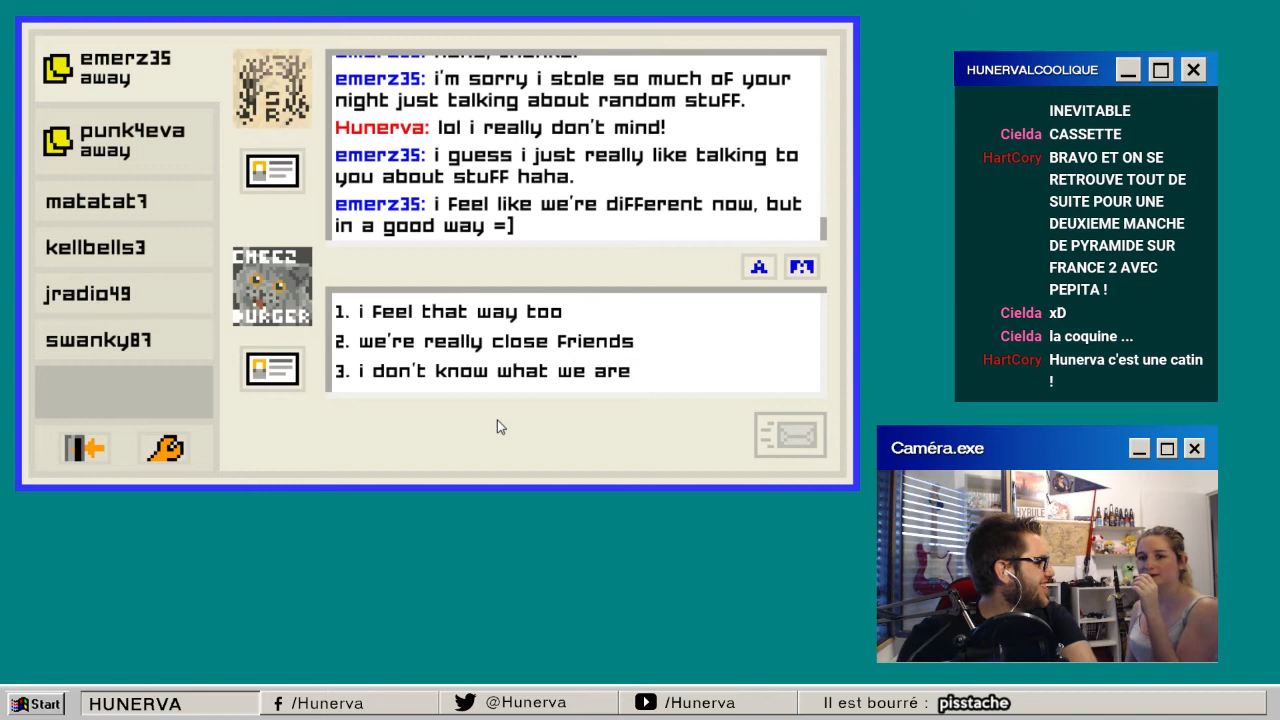 emerz35
away
punk4eva
away
matatat7
kellbells3
jradio49
swanky87
emerz35: i'm sorry i stole so much of your
night just talking about random stuff.
Hunerva: lol i really don't mind!
emerz35: i guess i just really like talking to
you about stuff haha.
emerz35: i feel like we're different now, but
in a good way =]
CHEEZ
BURGER
1. i feel that way too
2. we're really close friends
3. i don't know what we are
HUNERVALCOOLIQUE
INEVITABLE
Cielda CASSETTE
HartCory BRAVO ET ON SE
RETROUVE TOUT DE
SUITE POUR UNE
DEUXIEME MANCHE
DE PYRAMIDE SUR
FRANCE 2 AVEC
PEPITA !
Cielda xD
Cielda la coquine ...
HartCory Hunerva c'est une catin
!
Caméra.exe
HYRULE
Start
HUNERVA
/Hunerva
@Hunerva
/Hunerva
Il est bourré : pisstache